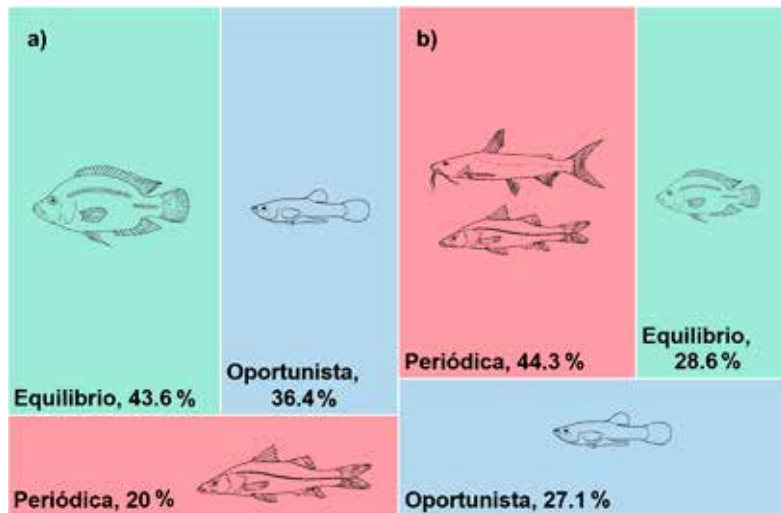 a)
Equilibrio, 43.6 %
Oportunista,
36.4 %
Periódica, 20 %
b)
Periódica, 44.3 %
Equilibrio,
28.6 %
Oportunista, 27.1 %